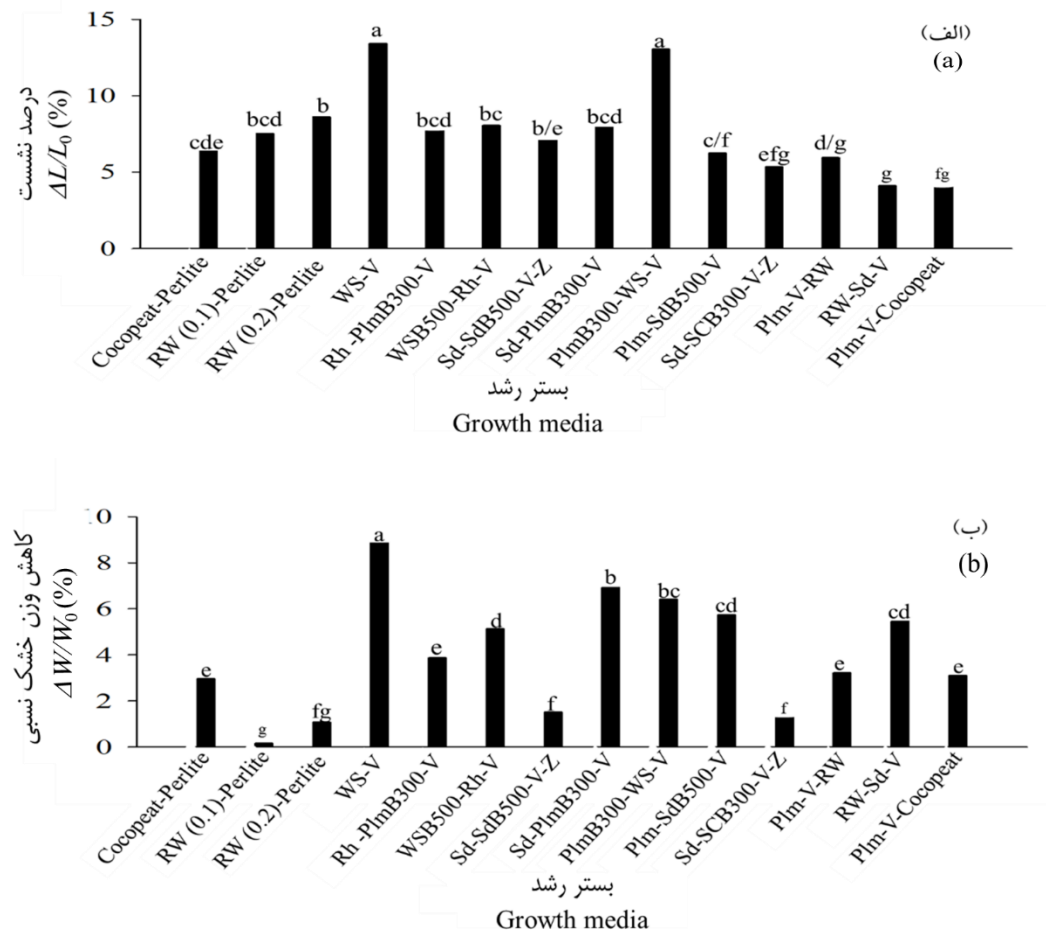 (الف)
(a)
درصد نشست
ΔL/L₀ (%)
15
10
5
0
cde
bcd
b
a
bcd
bc
b/e
bcd
a
c/f
efg
d/g
g
fg
Cocopeat-Perlite
RW (0.1)-Perlite
RW (0.2)-Perlite
WS-V
Rh -PlmB300-V
WSB500-Rh-V
Sd-SdB500-V-Z
Sd-PlmB300-V
PlmB300-WS-V
Plm-SdB500-V
Sd-SCB300-V-Z
Plm-V-RW
RW-Sd-V
Plm-V-Cocopeat
بستر رشد
Growth media
(ب)
(b)
کاهش وزن خشک نسبی
ΔW/W₀ (%)
10
8
6
4
2
0
e
g
fg
a
e
d
f
b
bc
cd
f
e
cd
e
Cocopeat-Perlite
RW (0.1)-Perlite
RW (0.2)-Perlite
WS-V
Rh -PlmB300-V
WSB500-Rh-V
Sd-SdB500-V-Z
Sd-PlmB300-V
PlmB300-WS-V
Plm-SdB500-V
Sd-SCB300-V-Z
Plm-V-RW
RW-Sd-V
Plm-V-Cocopeat
بستر رشد
Growth media